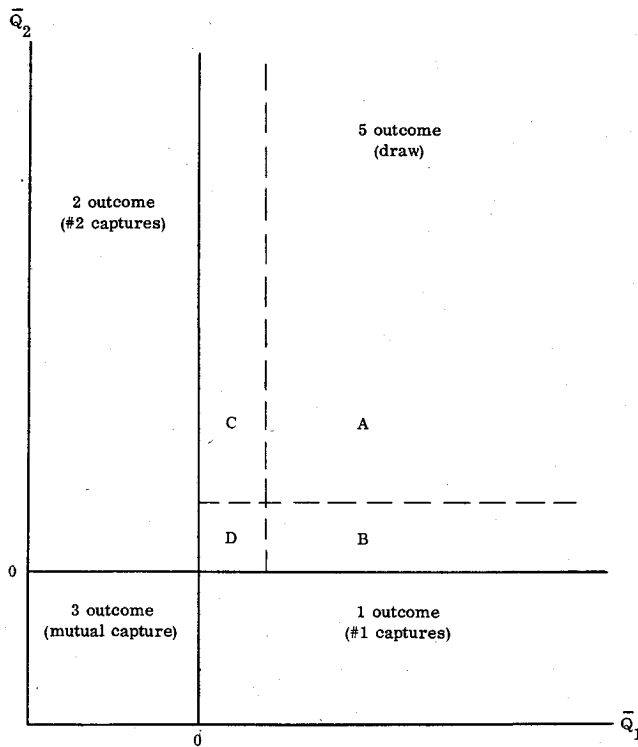 Q̄2
5 outcome
(draw)
2 outcome
(#2 captures)
C
A
D
B
0
3 outcome
(mutual capture)
1 outcome
(#1 captures)
Q̄1
0